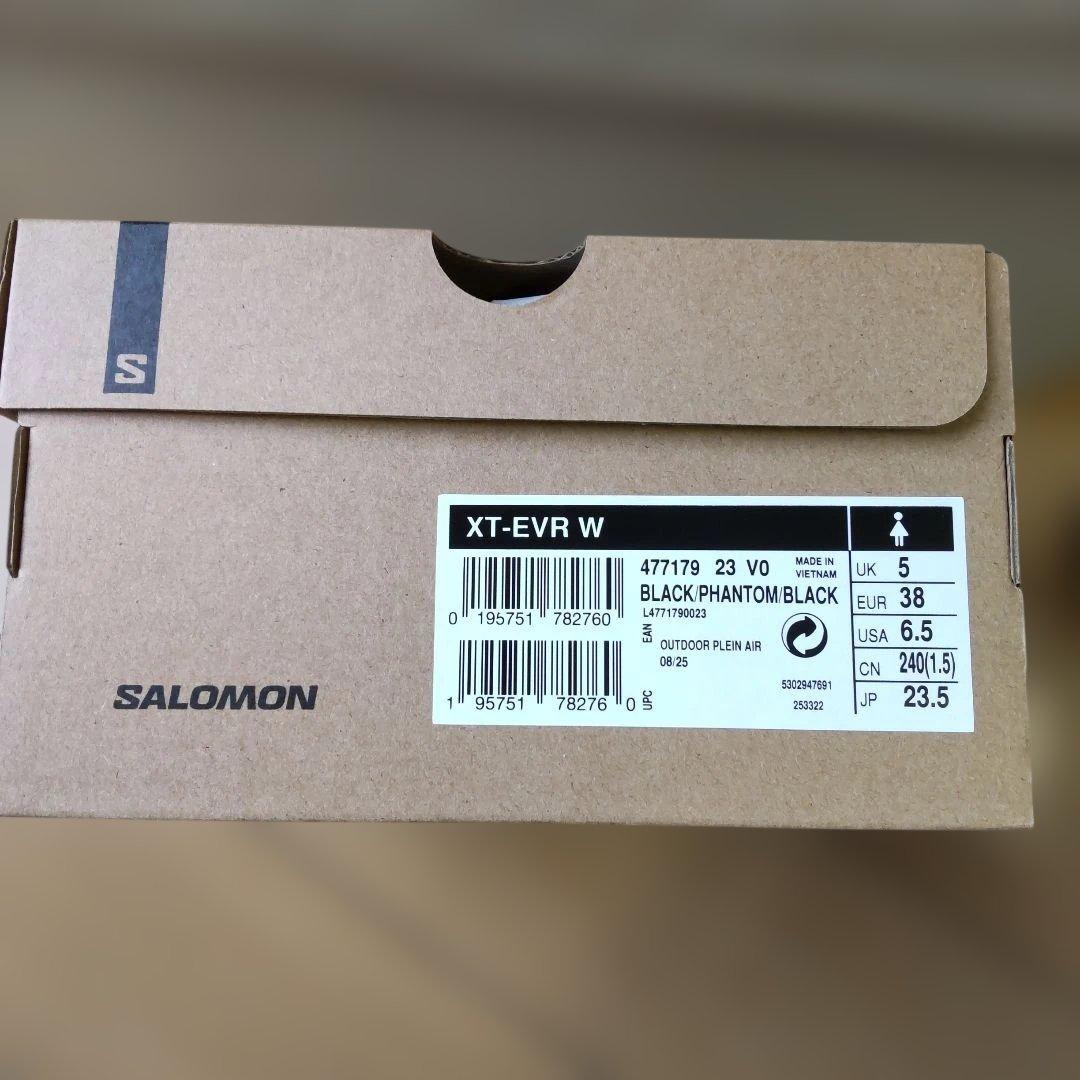 S
SALOMON
XT-EVR W
0 195751 782760
EAN
1 95751 78276 0
UPC
477179 23 V0
MADE IN
VIETNAM
BLACK/PHANTOM/BLACK
L4771790023
OUTDOOR PLEIN AIR
08/25
5302947691
253322
UK 5
EUR 38
USA 6.5
CN 240(1.5)
JP 23.5